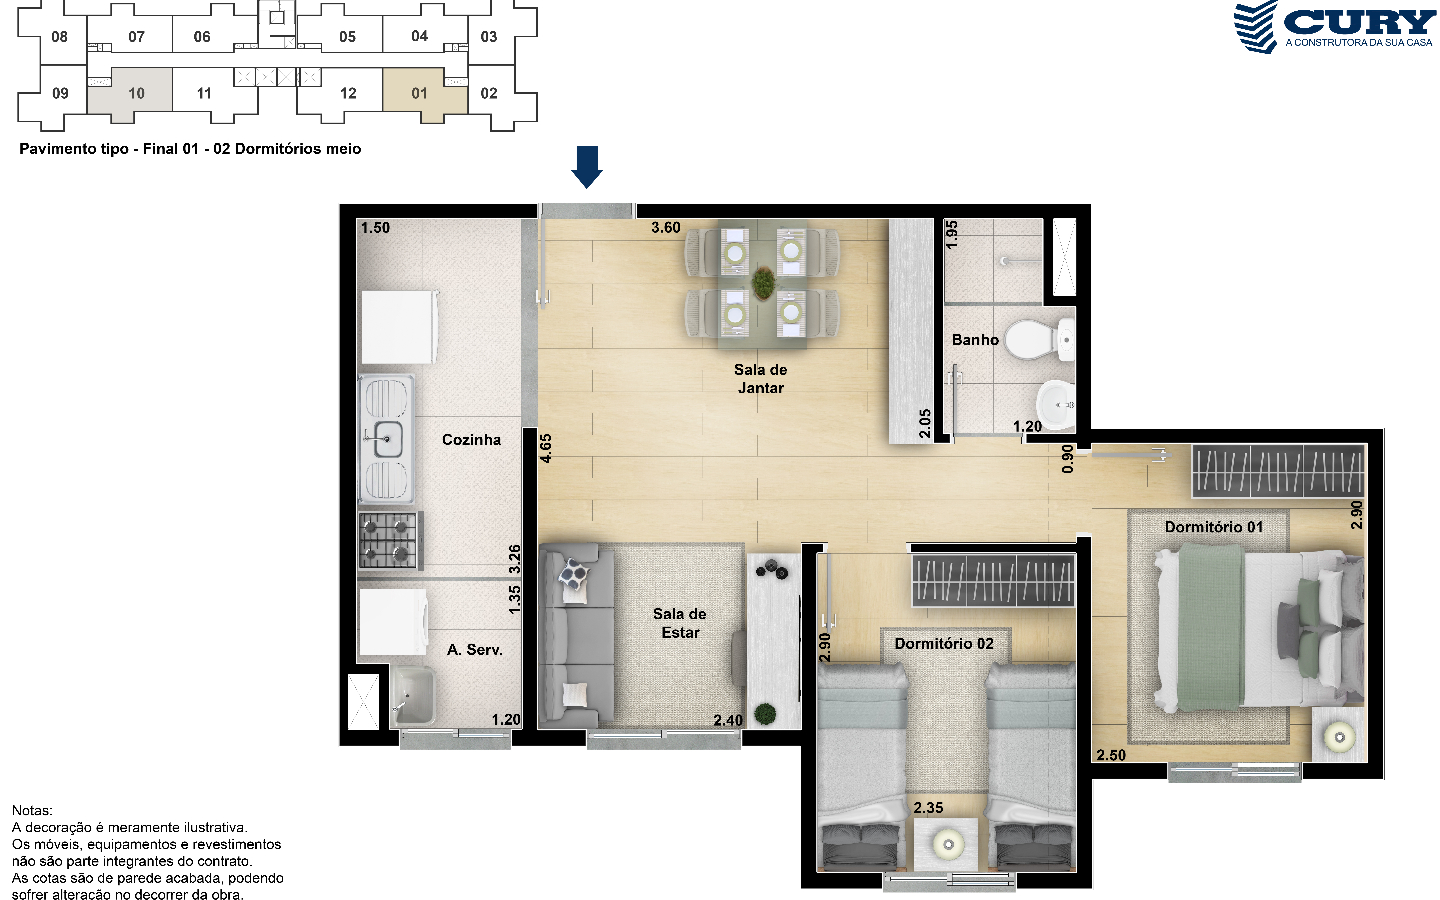 08
07
06
05
04
03
09
10
11
12
01
02
CURY
A CONSTRUTORA DA SUA CASA
Pavimento tipo - Final 01 - 02 Dormitórios meio
1.50
3.60
1.95
Banho
Sala de
Jantar
2.05
1.20
Cozinha
4.65
0.90
2.90
Dormitório 01
3.26
1.35
Sala de
Estar
2.90
Dormitório 02
A. Serv.
1.20
2.40
2.50
2.35
Notas:
A decoração é meramente ilustrativa.
Os móveis, equipamentos e revestimentos
não são parte integrantes do contrato.
As cotas são de parede acabada, podendo
sofrer alteração no decorrer da obra.